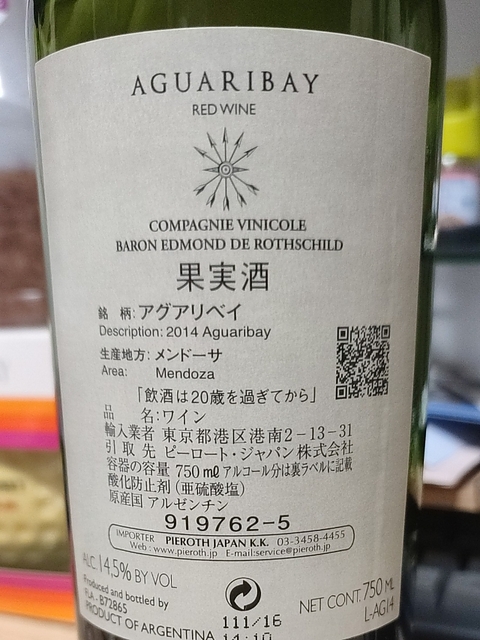 AGUARIBAY
RED WINE
COMPAGNIE VINICOLE
BARON EDMOND DE ROTHSCHILD
果実酒
銘 柄: アグアリベイ
Description: 2014 Aguaribay
生産地方: メンドーサ
Area: Mendoza
「飲酒は20歳を過ぎてから」
品 名:ワイン
輸入業者 東京都港区港南2-13-31
引取先 ピーロート・ジャパン株式会社
容器の容量 750 mℓ アルコール分は裏ラベルに記載
酸化防止剤 (亜硫酸塩)
原産国 アルゼンチン
919762-5
IMPORTER PIEROTH JAPAN K.K. 03-3458-4455
Web : www.pieroth.jp E-mail:service@pieroth.jp
ALC. 14,5% BY VOL
Produced and bottled by
FLA - B72865
PRODUCT OF ARGENTINA
111/16
14:10
NET CONT. 750 ML
L-AG14